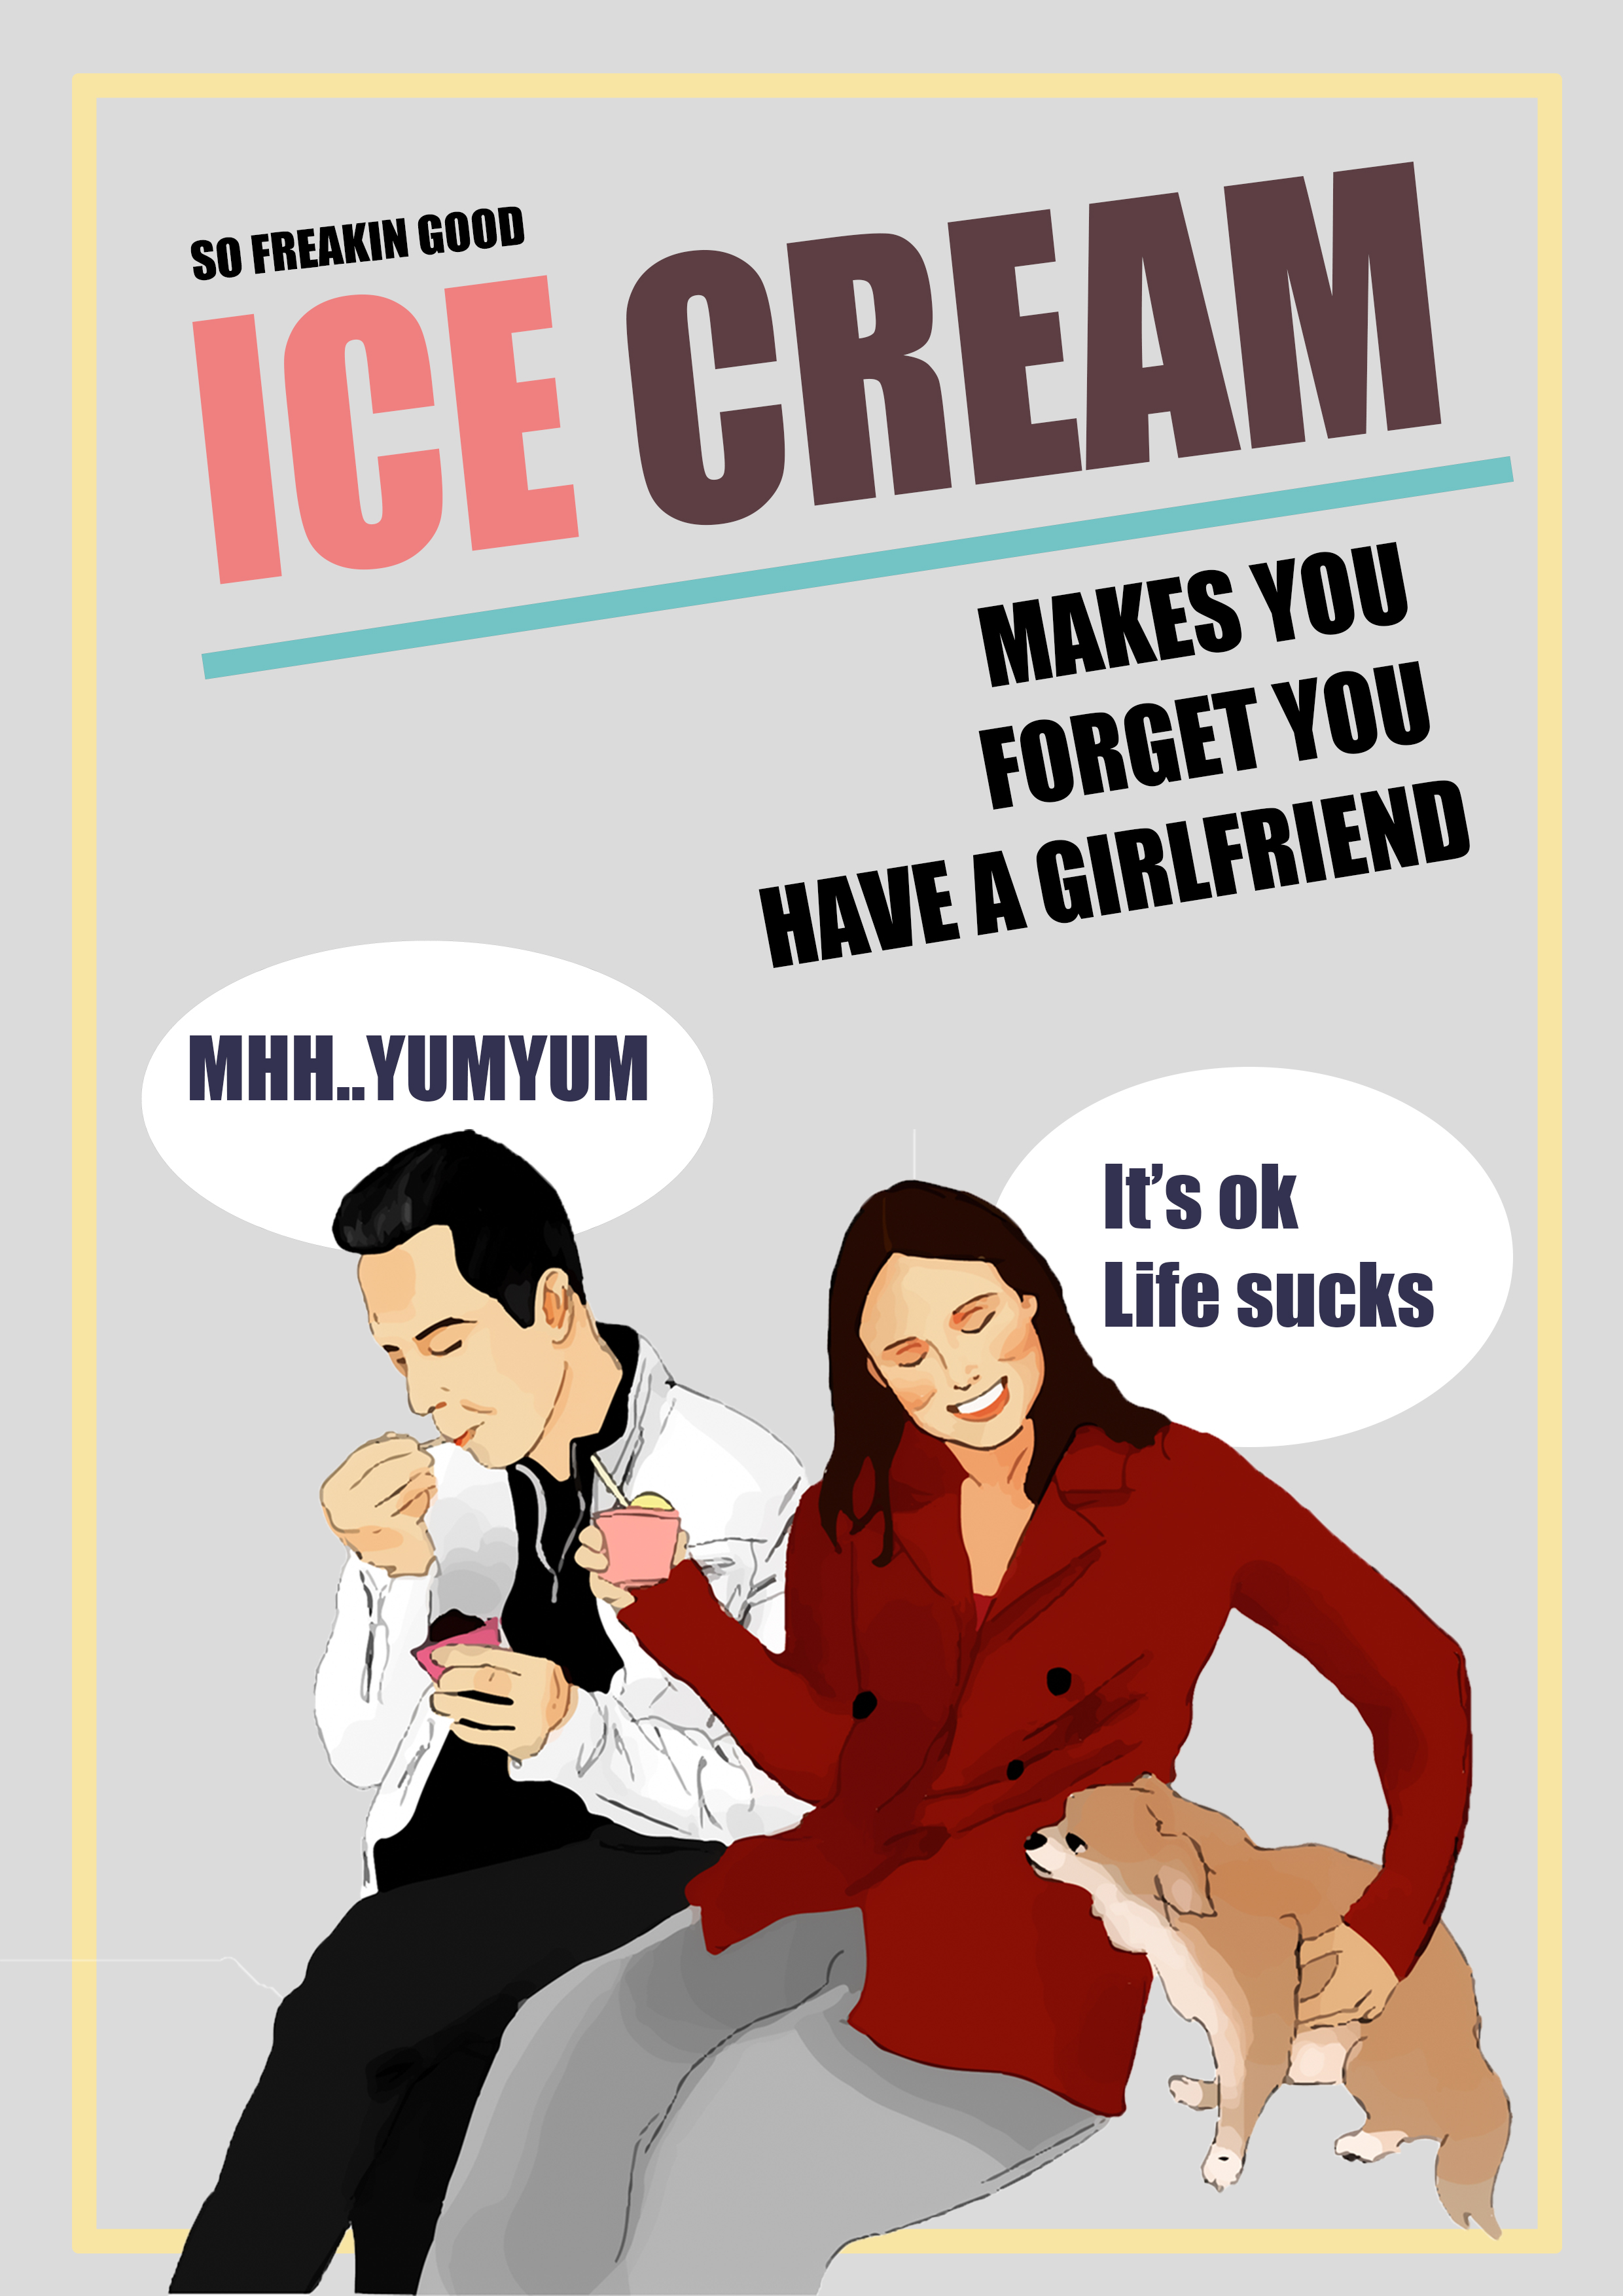 SO FREAKIN GOOD
ICE CREAM
MAKES YOU
FORGET YOU
HAVE A GIRLFRIEND
MHH..YUMYUM
It's ok
Life sucks